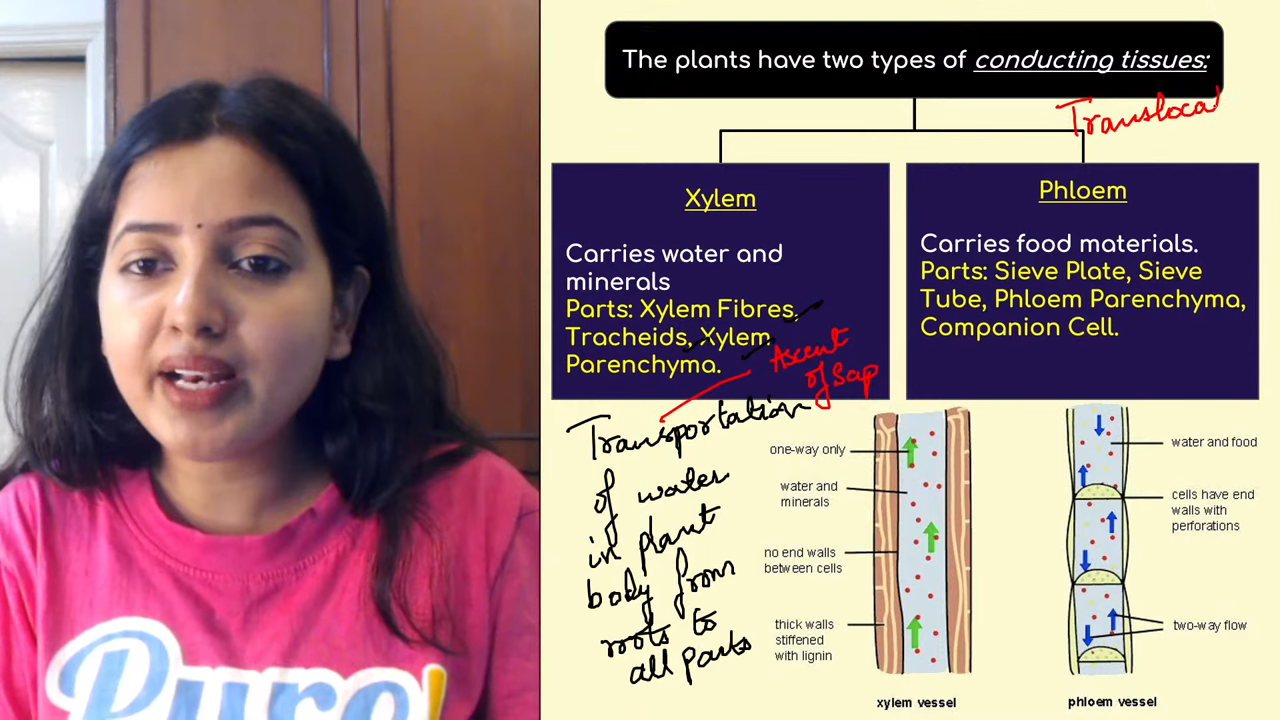 The plants have two types of conducting tissues:
Transloca
Xylem
Carries water and
minerals
Parts: Xylem Fibres,
Tracheids, Xylem
Parenchyma.
Ascent
of Sap
Phloem
Carries food materials.
Parts: Sieve Plate, Sieve
Tube, Phloem Parenchyma,
Companion Cell.
Transportation
of water
in plant
body from
roots to
all parts
one-way only
water and
minerals
no end walls
between cells
thick walls
stiffened
with lignin
xylem vessel
water and food
cells have end
walls with
perforations
two-way flow
phloem vessel
Pure!